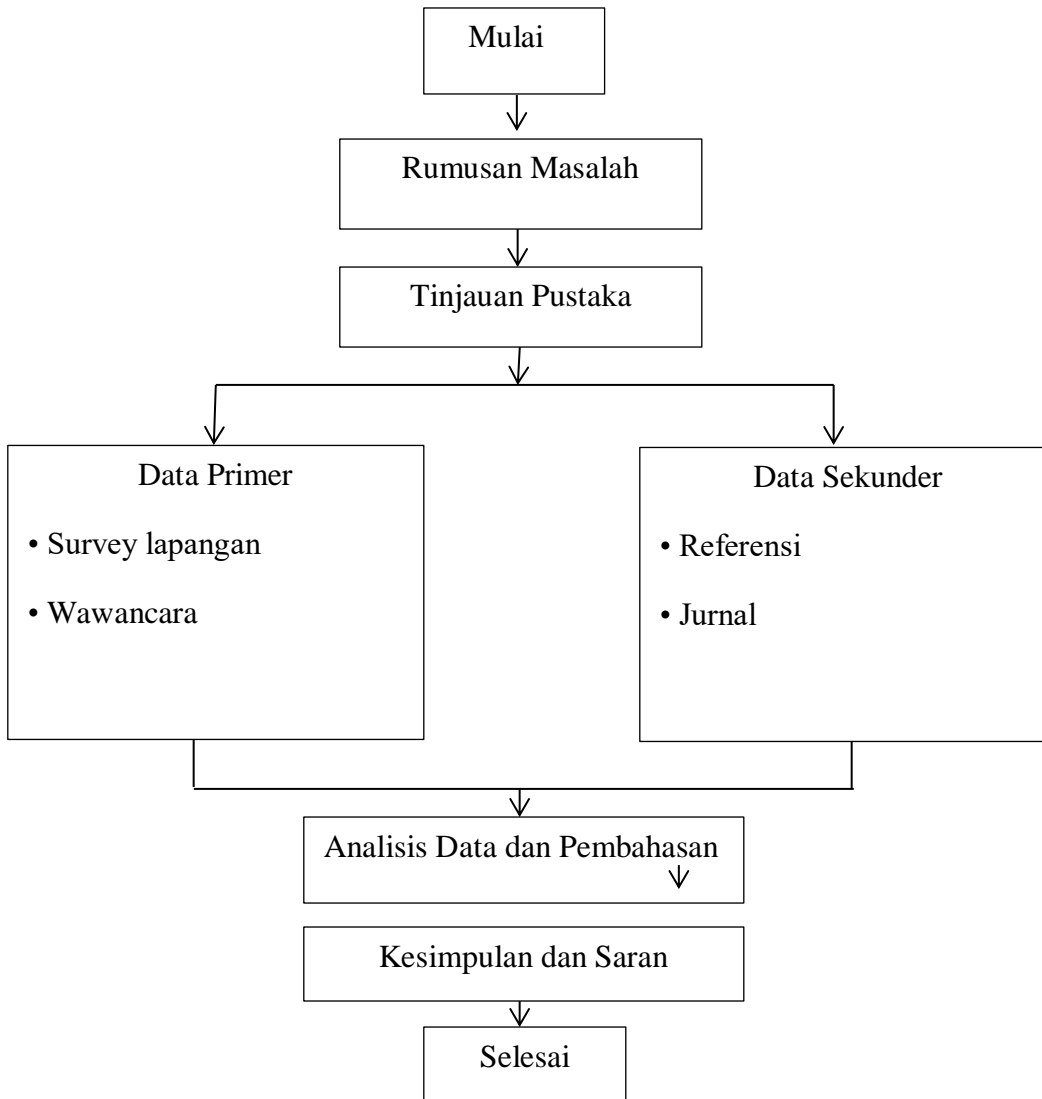 Mulai
Rumusan Masalah
Tinjauan Pustaka
Data Primer
• Survey lapangan
• Wawancara
Data Sekunder
• Referensi
• Jurnal
Analisis Data dan Pembahasan
Kesimpulan dan Saran
Selesai